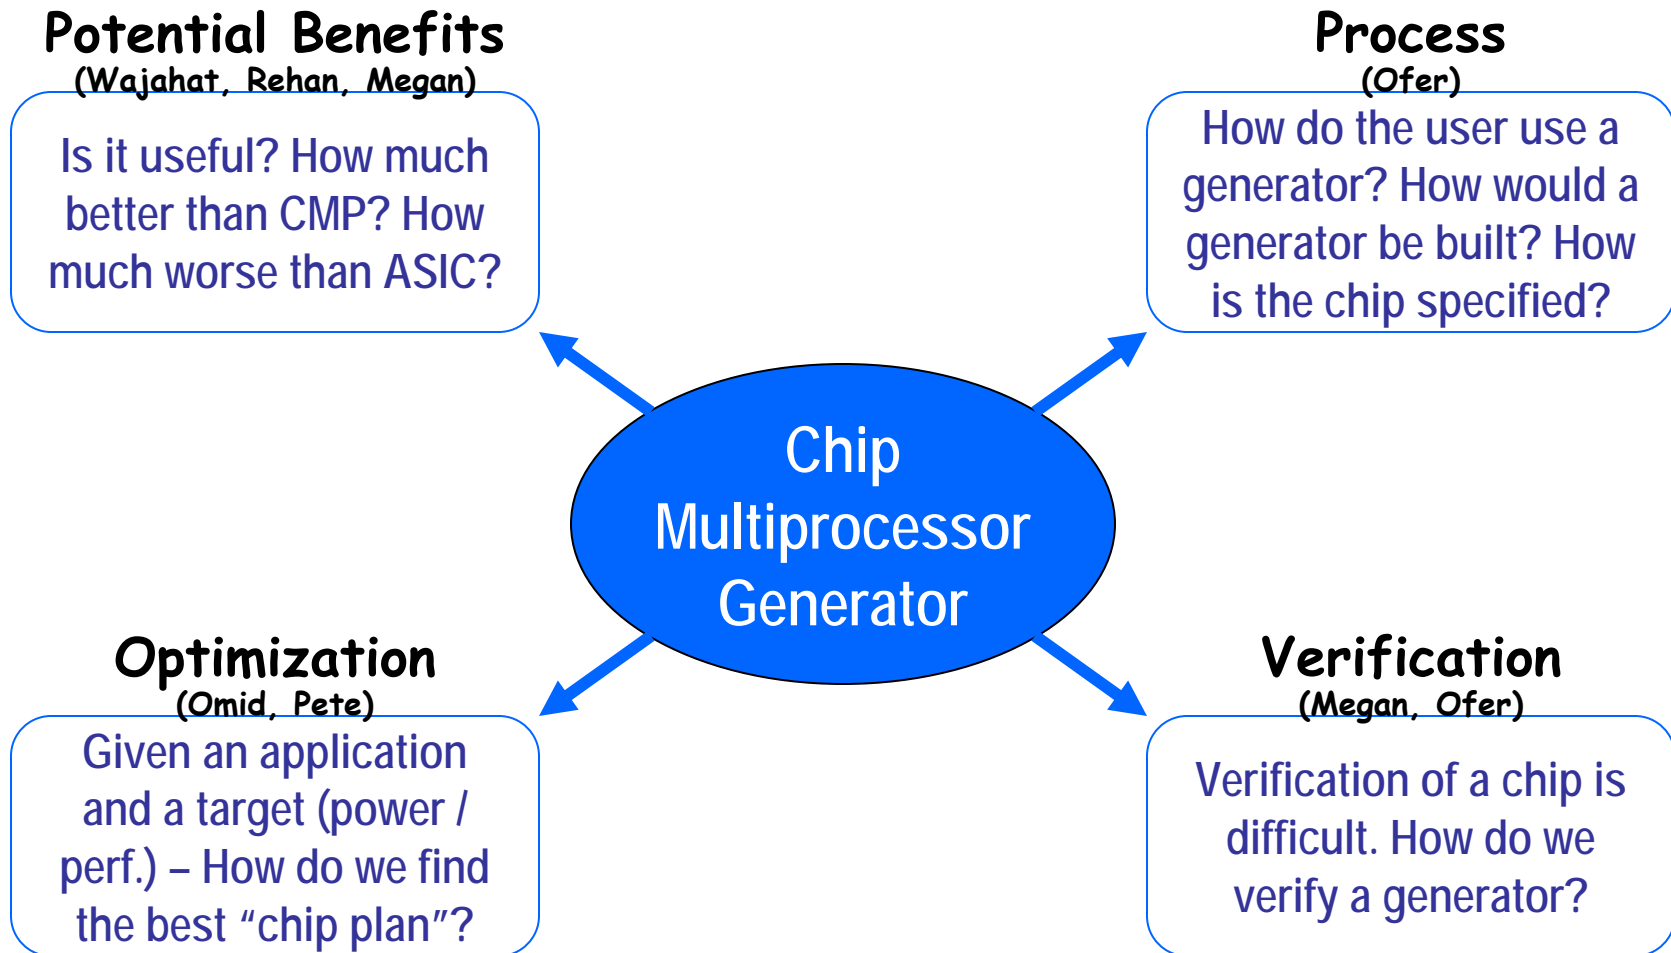 Potential Benefits
(Wajahat, Rehan, Megan)
Is it useful? How much
better than CMP? How
much worse than ASIC?
Process
(Ofer)
How do the user use a
generator? How would a
generator be built? How
is the chip specified?
Chip
Multiprocessor
Generator
Optimization
(Omid, Pete)
Given an application
and a target (power /
perf.) – How do we find
the best “chip plan”?
Verification
(Megan, Ofer)
Verification of a chip is
difficult. How do we
verify a generator?